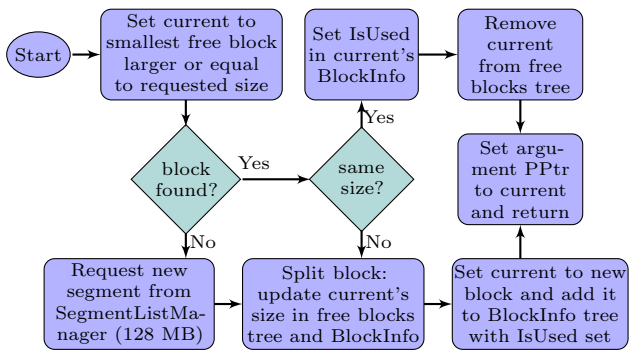 Start
Set current to
smallest free block
larger or equal
to requested size
Set IsUsed
in current's
BlockInfo
Remove
current
from free
blocks tree
Yes
block
found?
Yes
same
size?
Set argu-
ment PPtr
to current
and return
No
No
Request new
segment from
SegmentListMa-
nager (128 MB)
Split block:
update current's
size in free blocks
tree and BlockInfo
Set current to new
block and add it
to BlockInfo tree
with IsUsed set